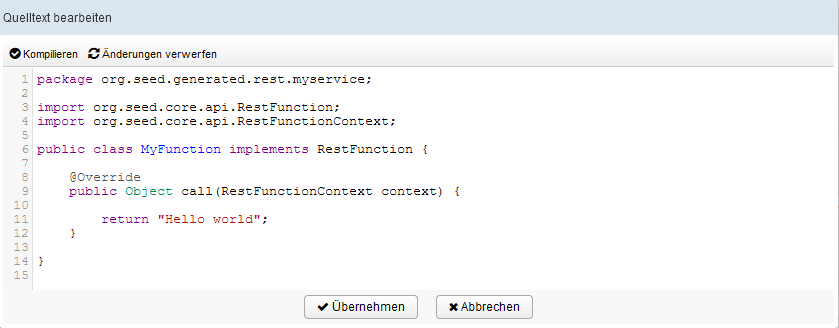 Quelltext bearbeiten
Kompilieren Änderungen verwerfen
1 package org.seed.generated.rest.myservice;
2
3 import org.seed.core.api.RestFunction;
4 import org.seed.core.api.RestFunctionContext;
5
6 public class MyFunction implements RestFunction {
7
8     @Override
9     public Object call(RestFunctionContext context) {
10
11         return "Hello world";
12     }
13
14 }
15
Übernehmen Abbrechen